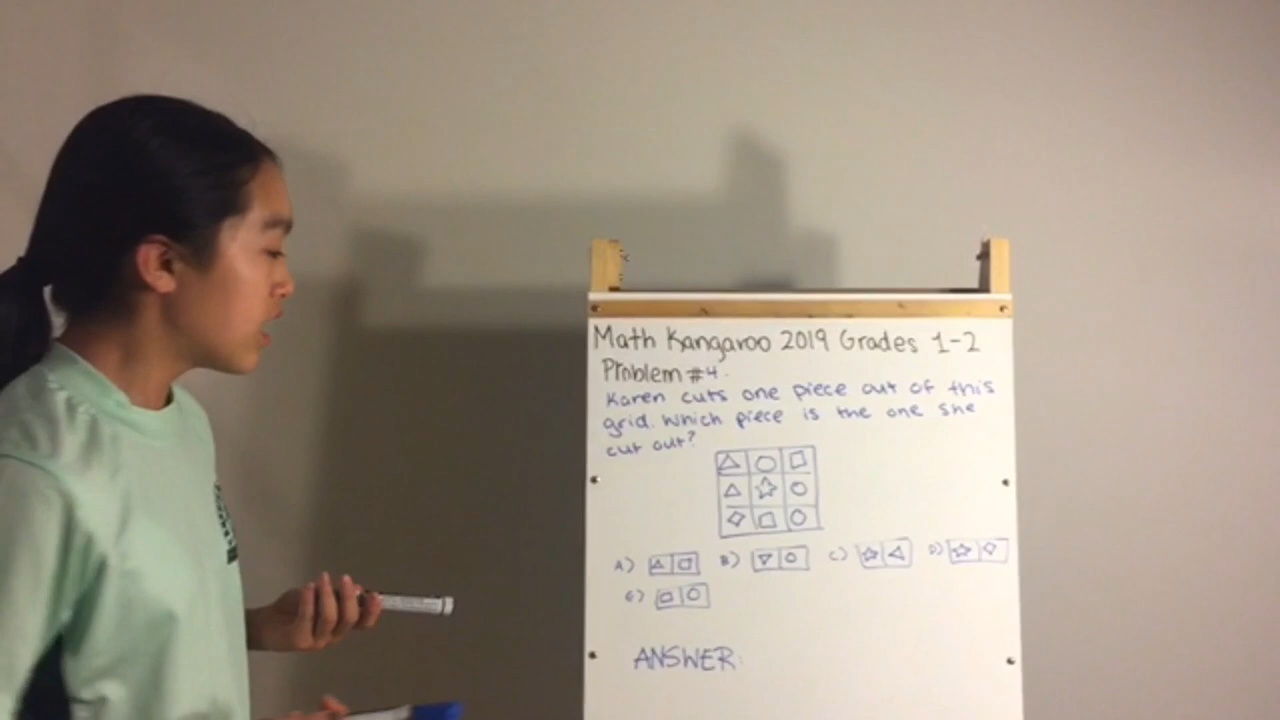 Math Kangaroo 2019 Grades 1-2
Problem #4.
Karen cuts one piece out of this
grid. Which piece is the one she
cut out?
A) B) C) D)
E)
ANSWER: